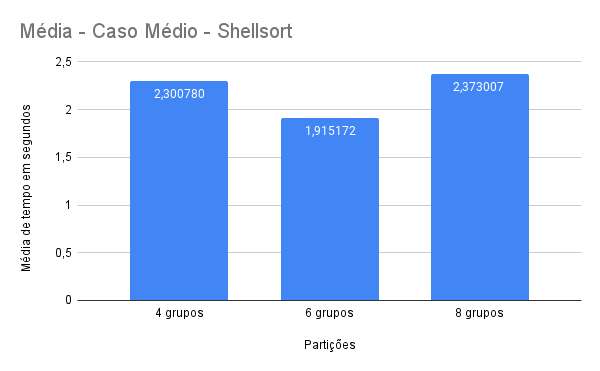 Média - Caso Médio - Shellsort
Média de tempo em segundos
2,5
2
1,5
1
0,5
0
2,300780
1,915172
2,373007
4 grupos
6 grupos
8 grupos
Partições